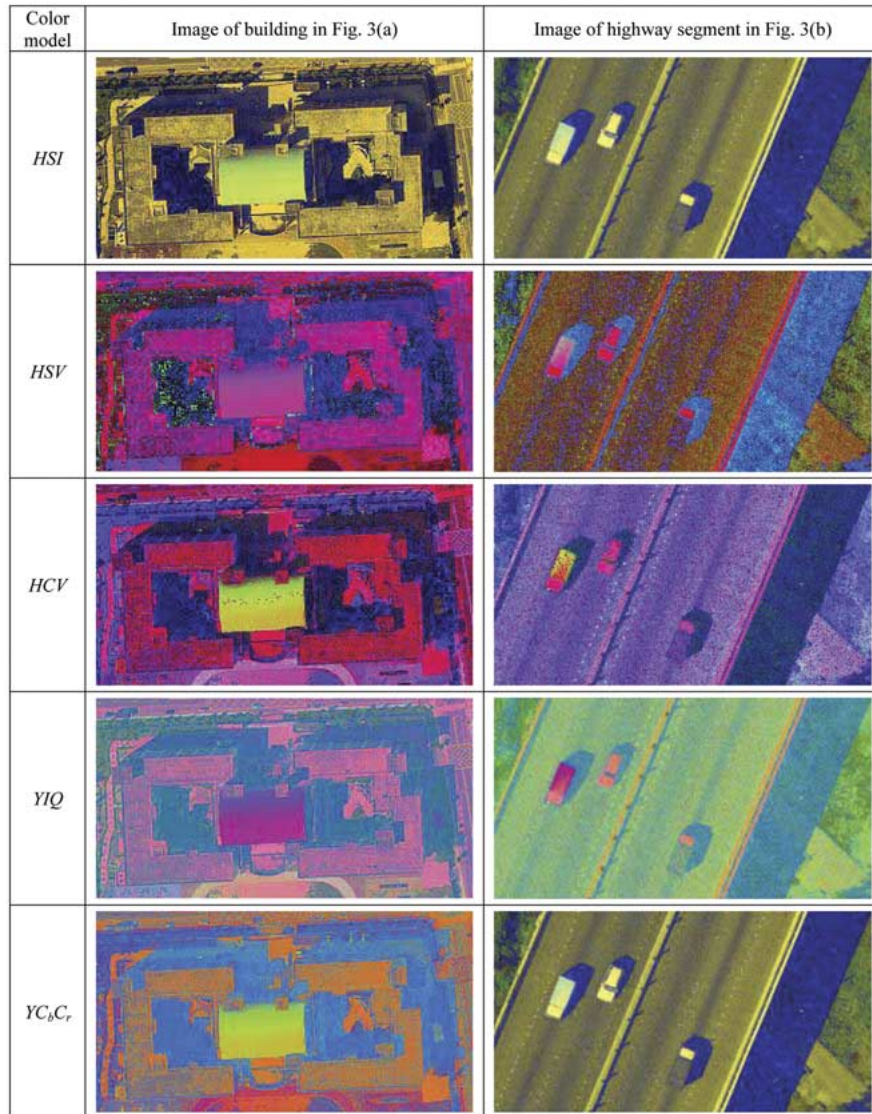 Color
model
Image of building in Fig. 3(a)
Image of highway segment in Fig. 3(b)
HSI
HSV
HCV
YIQ
YCbCr